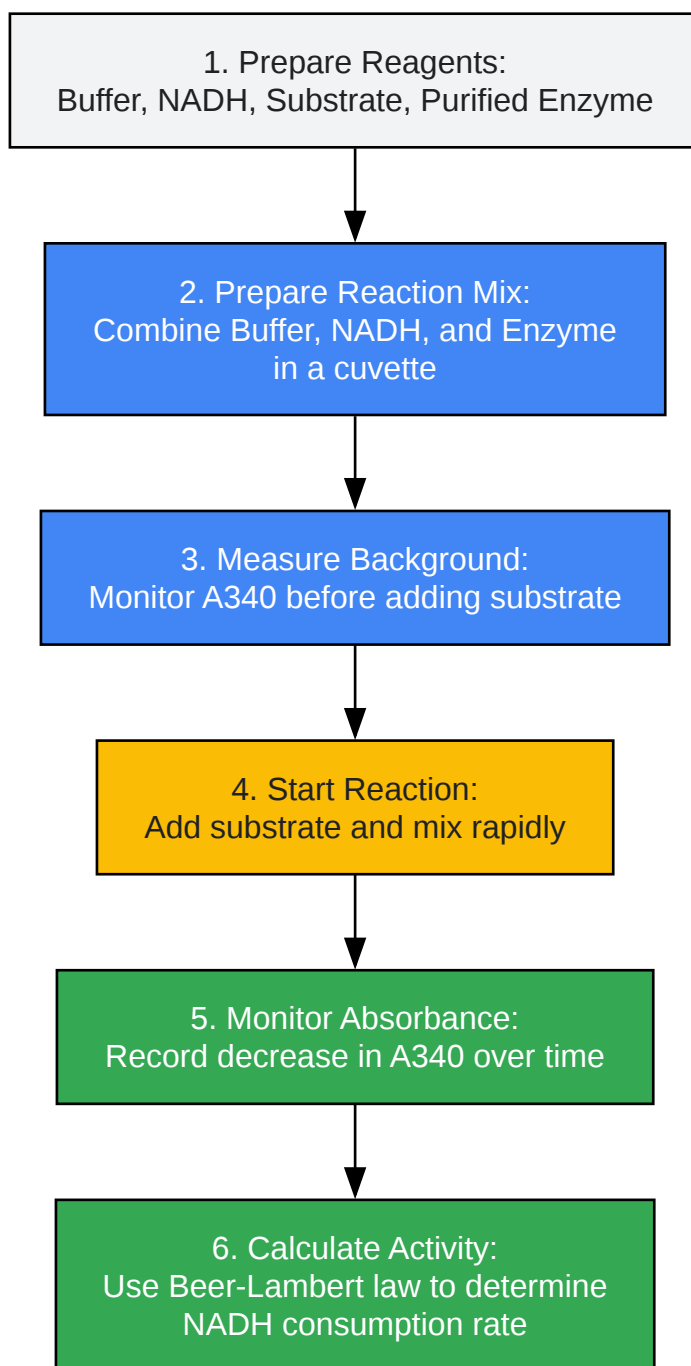 1. Prepare Reagents:
Buffer, NADH, Substrate, Purified Enzyme
2. Prepare Reaction Mix:
Combine Buffer, NADH, and Enzyme
in a cuvette
3. Measure Background:
Monitor A340 before adding substrate
4. Start Reaction:
Add substrate and mix rapidly
5. Monitor Absorbance:
Record decrease in A340 over time
6. Calculate Activity:
Use Beer-Lambert law to determine
NADH consumption rate